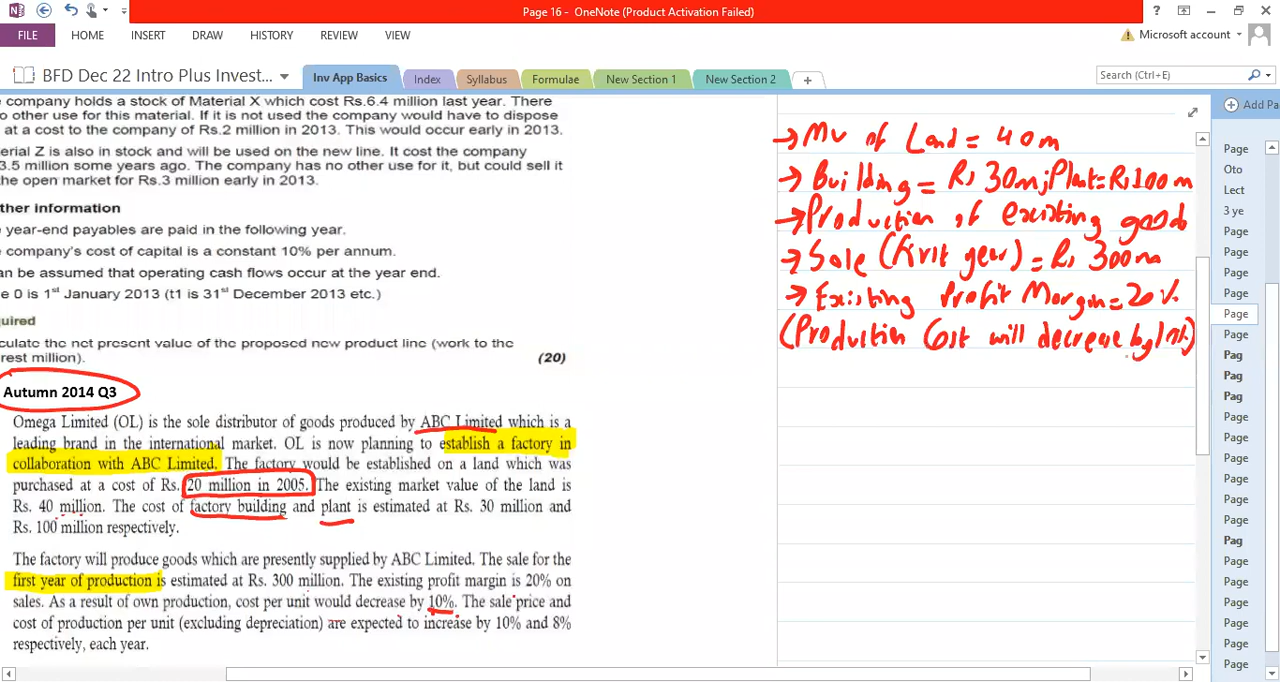 Page 16 - OneNote (Product Activation Failed)
FILE HOME INSERT DRAW HISTORY REVIEW VIEW
Microsoft account
BFD Dec 22 Intro Plus Invest...
Inv App Basics Index Syllabus Formulae New Section 1 New Section 2
Search (Ctrl+E)
e company holds a stock of Material X which cost Rs.6.4 million last year. There
o other use for this material. If it is not used the company would have to dispose
at a cost to the company of Rs.2 million in 2013. This would occur early in 2013.
erial Z is also in stock and will be used on the new line. It cost the company
3.5 million some years ago. The company has no other use for it, but could sell it
the open market for Rs.3 million early in 2013.
ther information
e year-end payables are paid in the following year.
e company's cost of capital is a constant 10% per annum.
an be assumed that operating cash flows occur at the year end.
e 0 is 1st January 2013 (t1 is 31st December 2013 etc.)
quired
culate the net present value of the proposed new product line (work to the
rest million).
(20)
Autumn 2014 Q3
Omega Limited (OL) is the sole distributor of goods produced by ABC Limited which is a
leading brand in the international market. OL is now planning to establish a factory in
collaboration with ABC Limited. The factory would be established on a land which was
purchased at a cost of Rs. 20 million in 2005. The existing market value of the land is
Rs. 40 million. The cost of factory building and plant is estimated at Rs. 30 million and
Rs. 100 million respectively.
The factory will produce goods which are presently supplied by ABC Limited. The sale for the
first year of production is estimated at Rs. 300 million. The existing profit margin is 20% on
sales. As a result of own production, cost per unit would decrease by 10%. The sale price and
cost of production per unit (excluding depreciation) are expected to increase by 10% and 8%
respectively, each year.
→ MV of Land = 40m
→ Building = Rs 30m; Plant = Rs 100m
→ Production of existing goods
→ Sale (first year) = Rs 300m
→ Existing Profit Margin = 20%
(Production Cost will decrease by 10%)
Add Pa
Page
Oto
Lect
3 ye
Page
Page
Page
Page
Page
Page
Pag
Pag
Pag
Page
Page
Page
Page
Page
Page
Pag
Page
Page
Page
Page
Page
Page